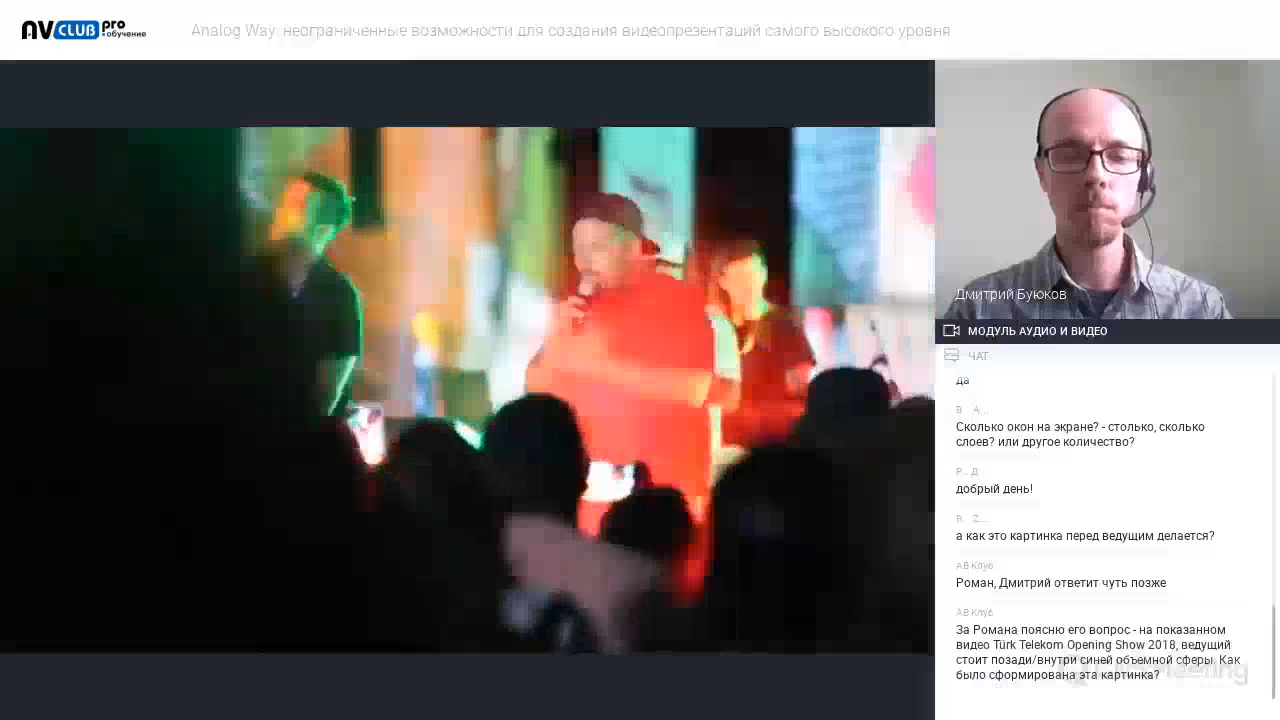 AVCLUB pro
обучение
Analog Way: неограниченные возможности для создания видеопрезентаций самого высокого уровня
Дмитрий Буюков
МОДУЛЬ АУДИО И ВИДЕО
ЧАТ
да
В. А...
Сколько окон на экране? - столько, сколько
слоев? или другое количество?
Р... Д
добрый день!
Z...
а как это картинка перед ведущим делается?
АВ Клуб
Роман, Дмитрий ответит чуть позже
АВ Клуб
За Романа поясню его вопрос - на показанном
видео Türk Telekom Opening Show 2018, ведущий
стоит позади/внутри синей объемной сферы. Как
было сформирована эта картинка?